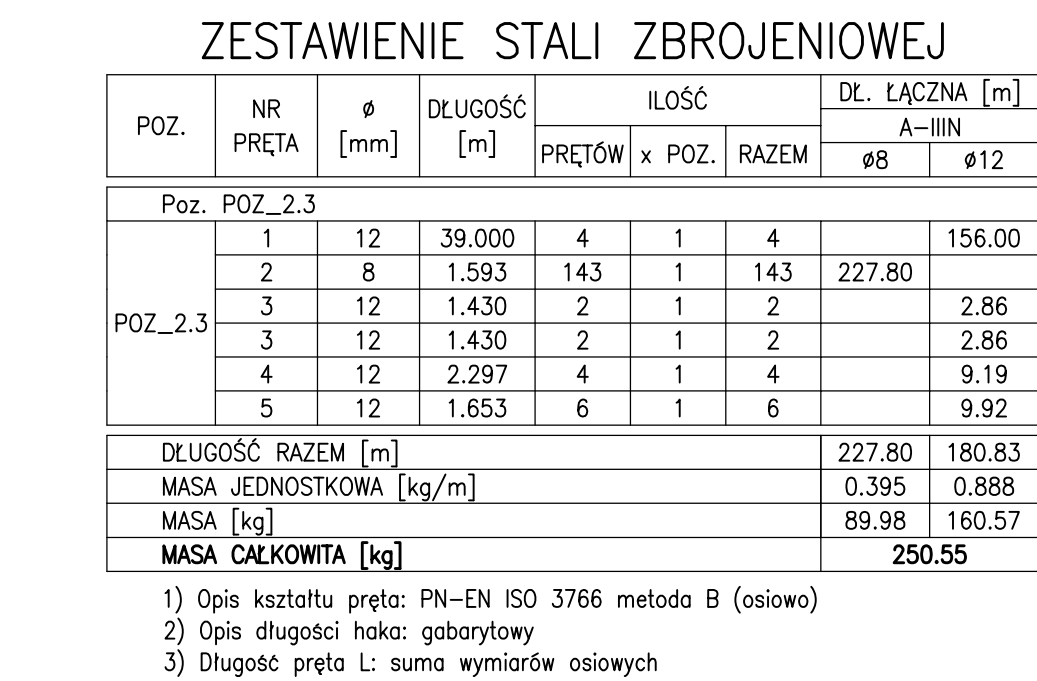 ZESTAWIENIE STALI ZBROJENIOWEJ
POZ. NR PRĘTA ø [mm] DŁUGOŚĆ [m] ILOŚĆ DŁ. ŁĄCZNA [m]
A-IIIN
PRĘTÓW x POZ. RAZEM ø8 ø12
Poz. POZ_2.3
POZ_2.3
1 12 39.000 4 1 4 156.00
2 8 1.593 143 1 143 227.80
3 12 1.430 2 1 2 2.86
3 12 1.430 2 1 2 2.86
4 12 2.297 4 1 4 9.19
5 12 1.653 6 1 6 9.92
DŁUGOŚĆ RAZEM [m] 227.80 180.83
MASA JEDNOSTKOWA [kg/m] 0.395 0.888
MASA [kg] 89.98 160.57
MASA CAŁKOWITA [kg] 250.55
1) Opis kształtu pręta: PN-EN ISO 3766 metoda B (osiowo)
2) Opis długości haka: gabarytowy
3) Długość pręta L: suma wymiarów osiowych